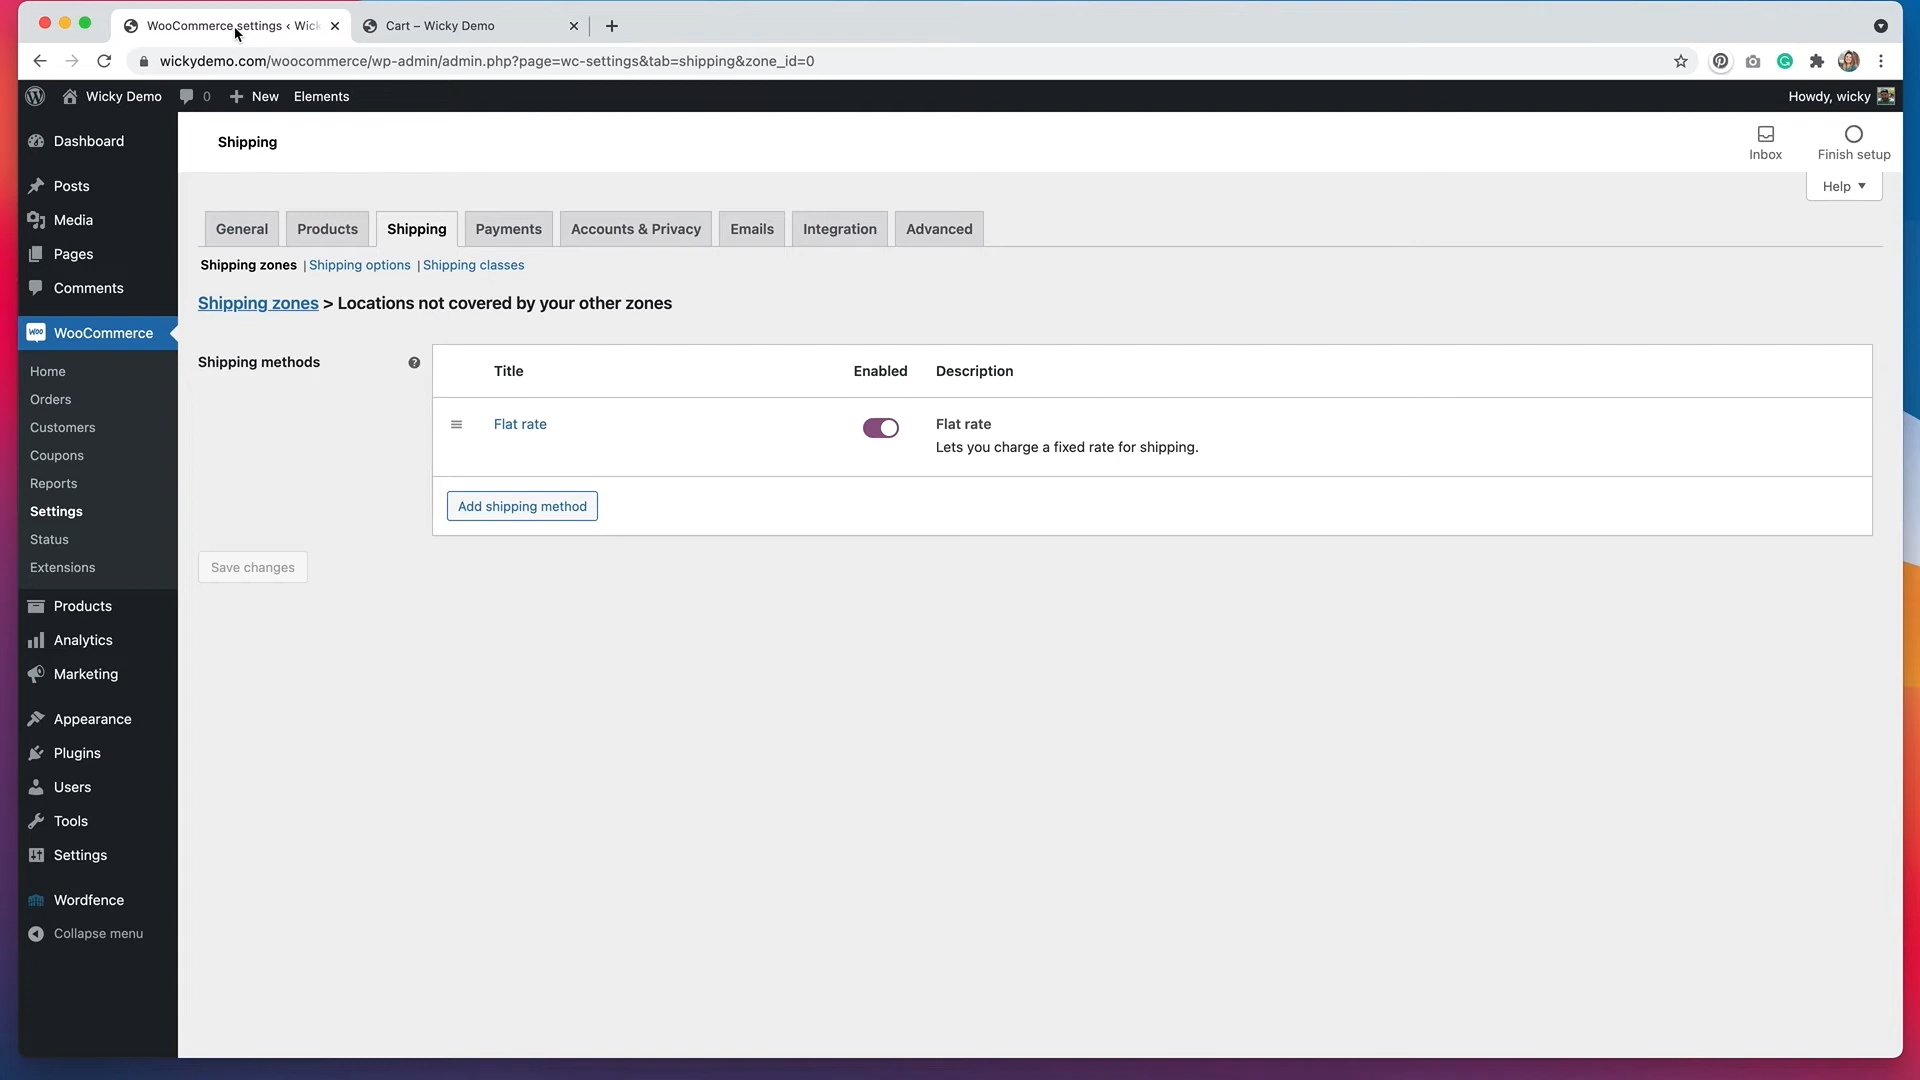 WooCommerce settings ‹ Wick
Cart – Wicky Demo
wickydemo.com/woocommerce/wp-admin/admin.php?page=wc-settings&tab=shipping&zone_id=0
Wicky Demo
0
New
Elements
Howdy, wicky
Dashboard
Posts
Media
Pages
Comments
WooCommerce
Home
Orders
Customers
Coupons
Reports
Settings
Status
Extensions
Products
Analytics
Marketing
Appearance
Plugins
Users
Tools
Settings
Wordfence
Collapse menu
Shipping
Inbox
Finish setup
Help ▼
General
Products
Shipping
Payments
Accounts & Privacy
Emails
Integration
Advanced
Shipping zones | Shipping options | Shipping classes
Shipping zones > Locations not covered by your other zones
Shipping methods
?
Title
Enabled
Description
Flat rate
Flat rate
Lets you charge a fixed rate for shipping.
Add shipping method
Save changes